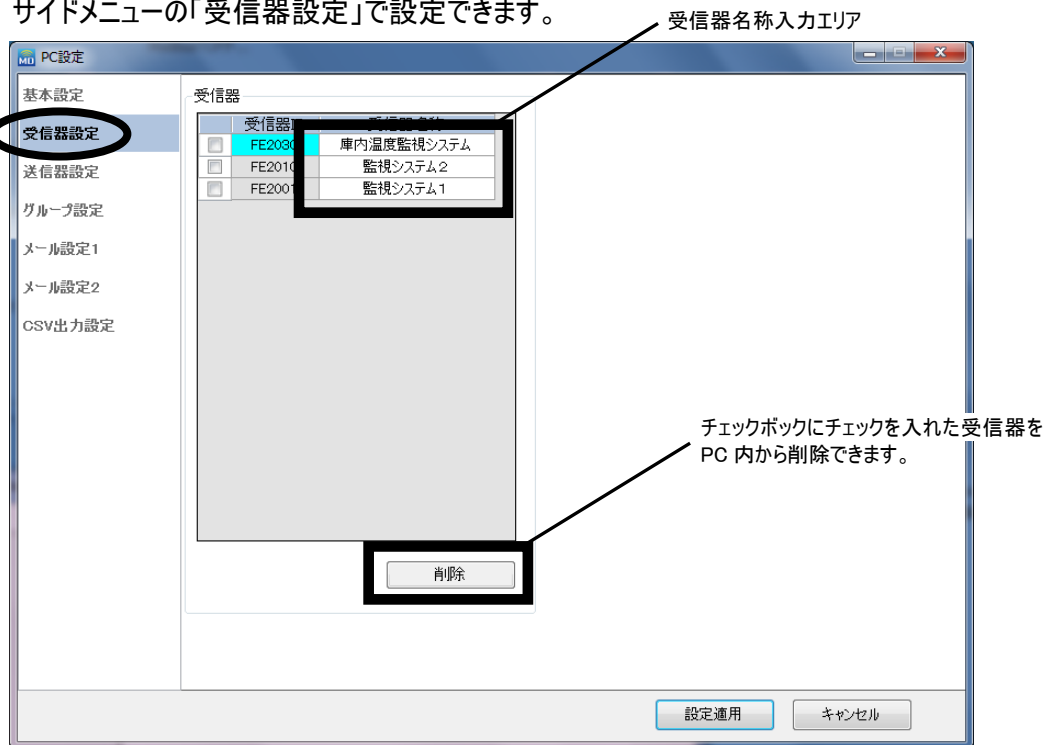 サイドメニューの「受信器設定」で設定できます。
受信器名称入力エリア
PC設定
基本設定
受信器設定
送信器設定
グループ設定
メール設定1
メール設定2
CSV出力設定
受信器
受信器
FE2030 庫内温度監視システム
FE2010 監視システム2
FE2001 監視システム1
チェックボックにチェックを入れた受信器を
PC 内から削除できます。
削除
設定適用 キャンセル